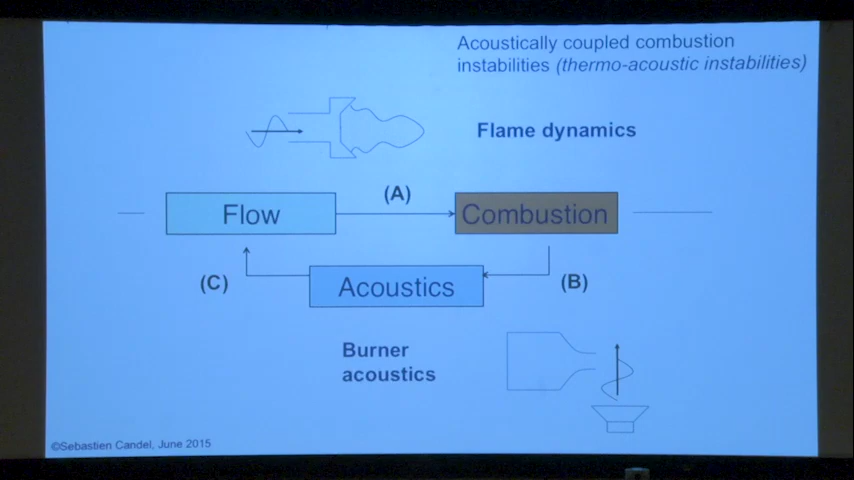 Acoustically coupled combustion
instabilities (thermo-acoustic instabilities)
Flame dynamics
(A)
Flow
Combustion
(C)
Acoustics
(B)
Burner
acoustics
©Sebastien Candel, June 2015